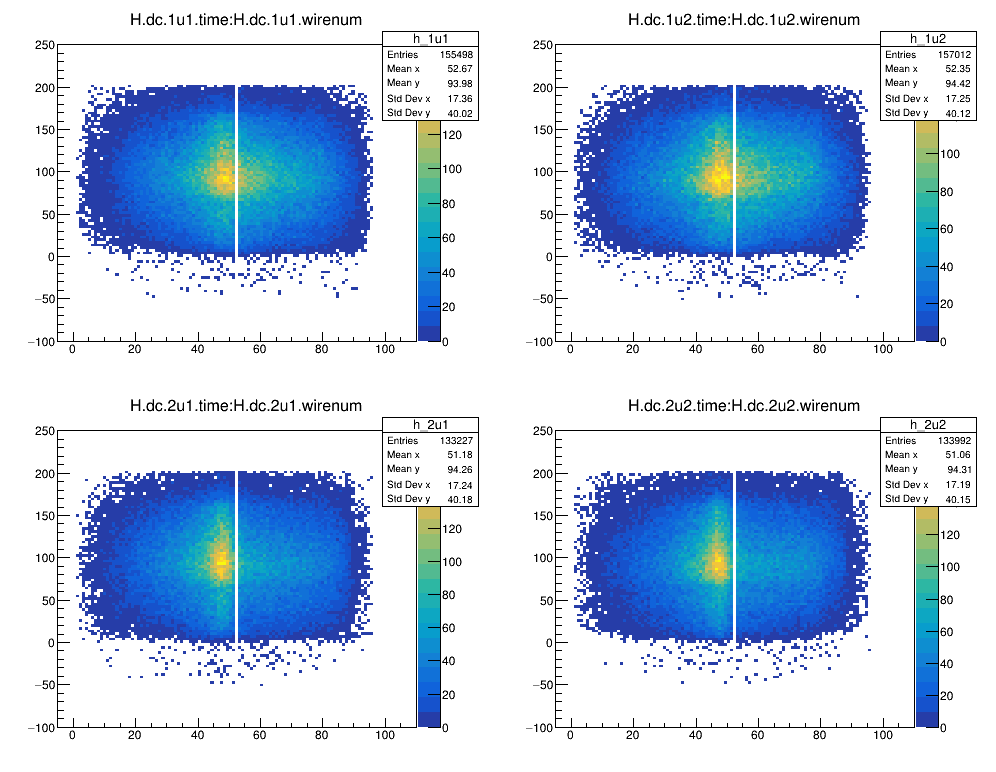 H.dc.1u1.time:H.dc.1u1.wirenum
h_1u1
Entries 155498
Mean x 52.67
Mean y 93.98
Std Dev x 17.36
Std Dev y 40.02
250
200
150
100
50
0
−50
−100
0 20 40 60 80 100
120
100
80
60
40
20
0
H.dc.1u2.time:H.dc.1u2.wirenum
h_1u2
Entries 157012
Mean x 52.35
Mean y 94.42
Std Dev x 17.25
Std Dev y 40.12
250
200
150
100
50
0
−50
−100
0 20 40 60 80 100
100
80
60
40
20
0
H.dc.2u1.time:H.dc.2u1.wirenum
h_2u1
Entries 133227
Mean x 51.18
Mean y 94.26
Std Dev x 17.24
Std Dev y 40.18
250
200
150
100
50
0
−50
−100
0 20 40 60 80 100
120
100
80
60
40
20
0
H.dc.2u2.time:H.dc.2u2.wirenum
h_2u2
Entries 133992
Mean x 51.06
Mean y 94.31
Std Dev x 17.19
Std Dev y 40.15
250
200
150
100
50
0
−50
−100
0 20 40 60 80 100
120
100
80
60
40
20
0